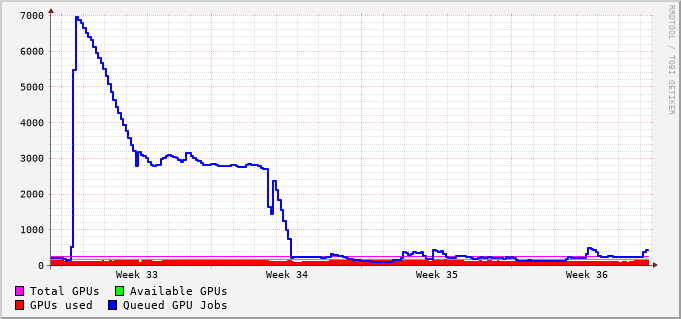 7000
6000
5000
4000
3000
2000
1000
0
Week 33 Week 34 Week 35 Week 36
Total GPUs Available GPUs
GPUs used Queued GPU Jobs
RRDTOOL / TOBI OETIKER